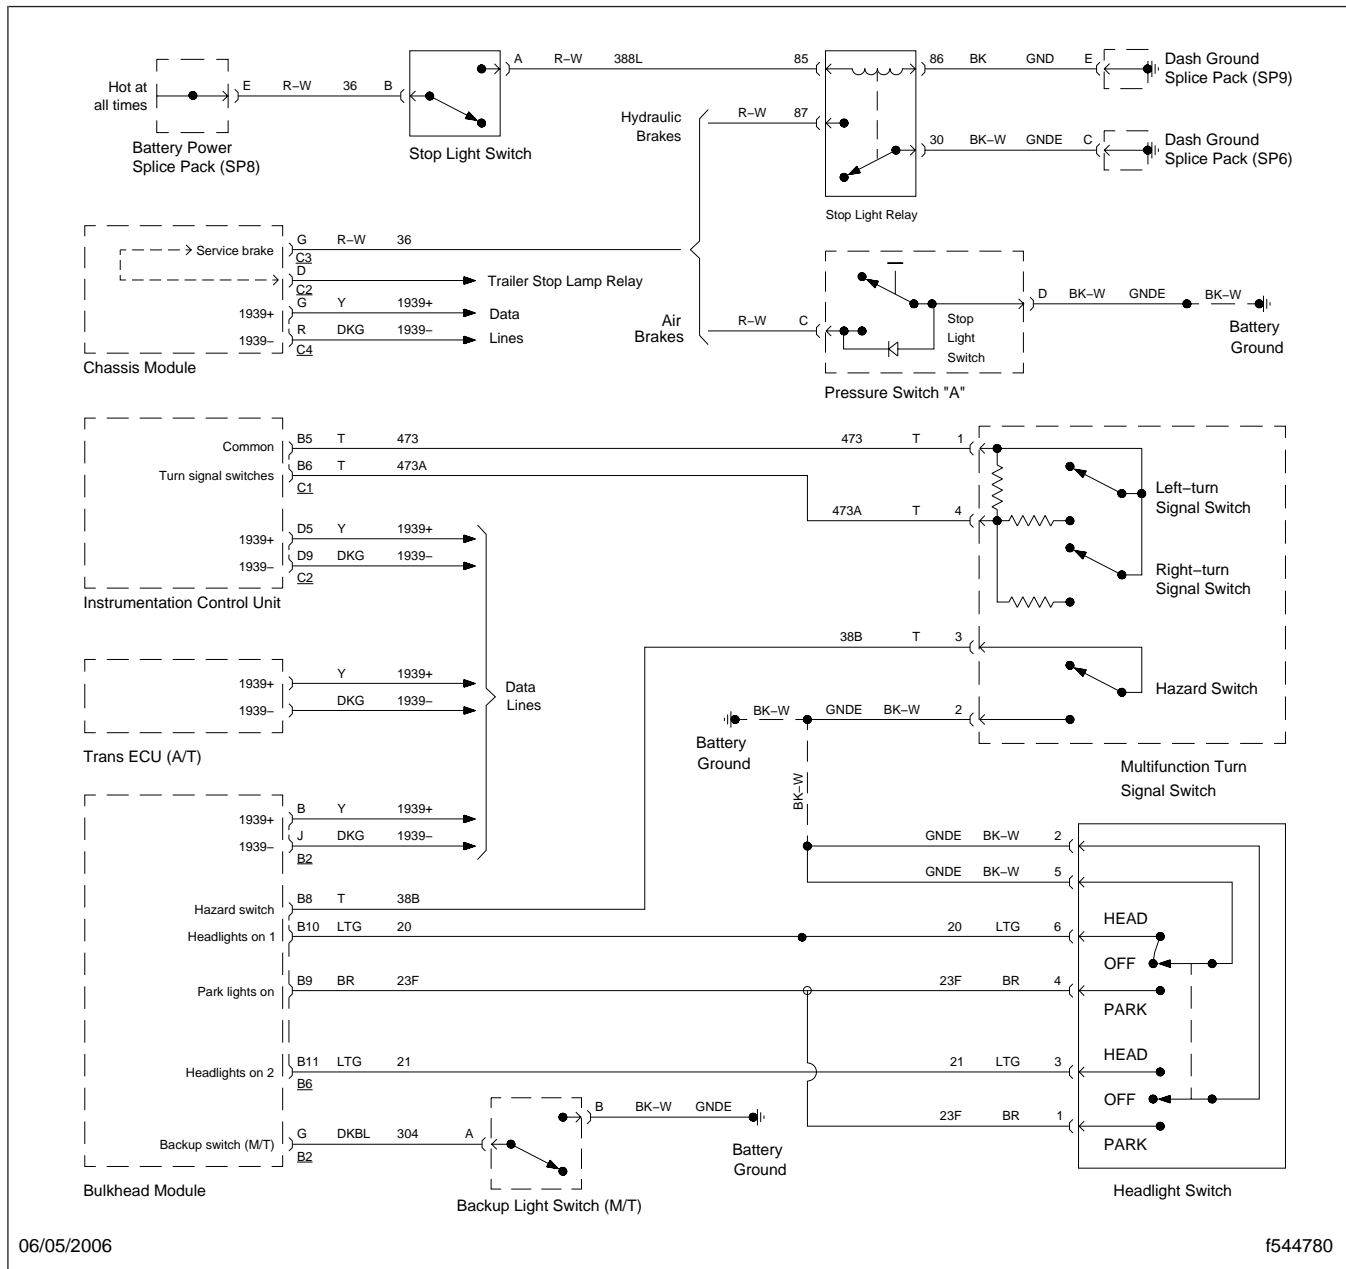 Hot at
all times
E R–W 36 B
Battery Power
Splice Pack (SP8)
A R–W 388L 85
Stop Light Switch
Hydraulic
Brakes
R–W 87
86 BK GND E
Dash Ground
Splice Pack (SP9)
30 BK–W GNDE C
Dash Ground
Splice Pack (SP6)
Stop Light Relay
Service brake
G R–W 36
C3
D
C2
Trailer Stop Lamp Relay
1939+ G Y 1939+
Data
1939– R DKG 1939–
Lines
C4
Chassis Module
Air
Brakes
R–W C
Stop
Light
Switch
D BK–W GNDE BK–W
Battery
Ground
Pressure Switch "A"
Common B5 T 473
473 T 1
Turn signal switches B6 T 473A
C1
473A T 4
1939+ D5 Y 1939+
1939– D9 DKG 1939–
C2
Instrumentation Control Unit
Left–turn
Signal Switch
Right–turn
Signal Switch
38B T 3
Hazard Switch
1939+ Y 1939+
1939– DKG 1939–
Data
Lines
Trans ECU (A/T)
BK–W GNDE BK–W 2
Battery
Ground
BK–W
Multifunction Turn
Signal Switch
1939+ B Y 1939+
1939– J DKG 1939–
B2
GNDE BK–W 2
GNDE BK–W 5
Hazard switch B8 T 38B
Headlights on 1 B10 LTG 20
20 LTG 6
HEAD
OFF
Park lights on B9 BR 23F
23F BR 4
PARK
Headlights on 2 B11 LTG 21
B6
21 LTG 3
HEAD
OFF
23F BR 1
PARK
Backup switch (M/T) G DKBL 304 A
B2
B BK–W GNDE
Battery
Ground
Bulkhead Module
Backup Light Switch (M/T)
Headlight Switch
06/05/2006
f544780